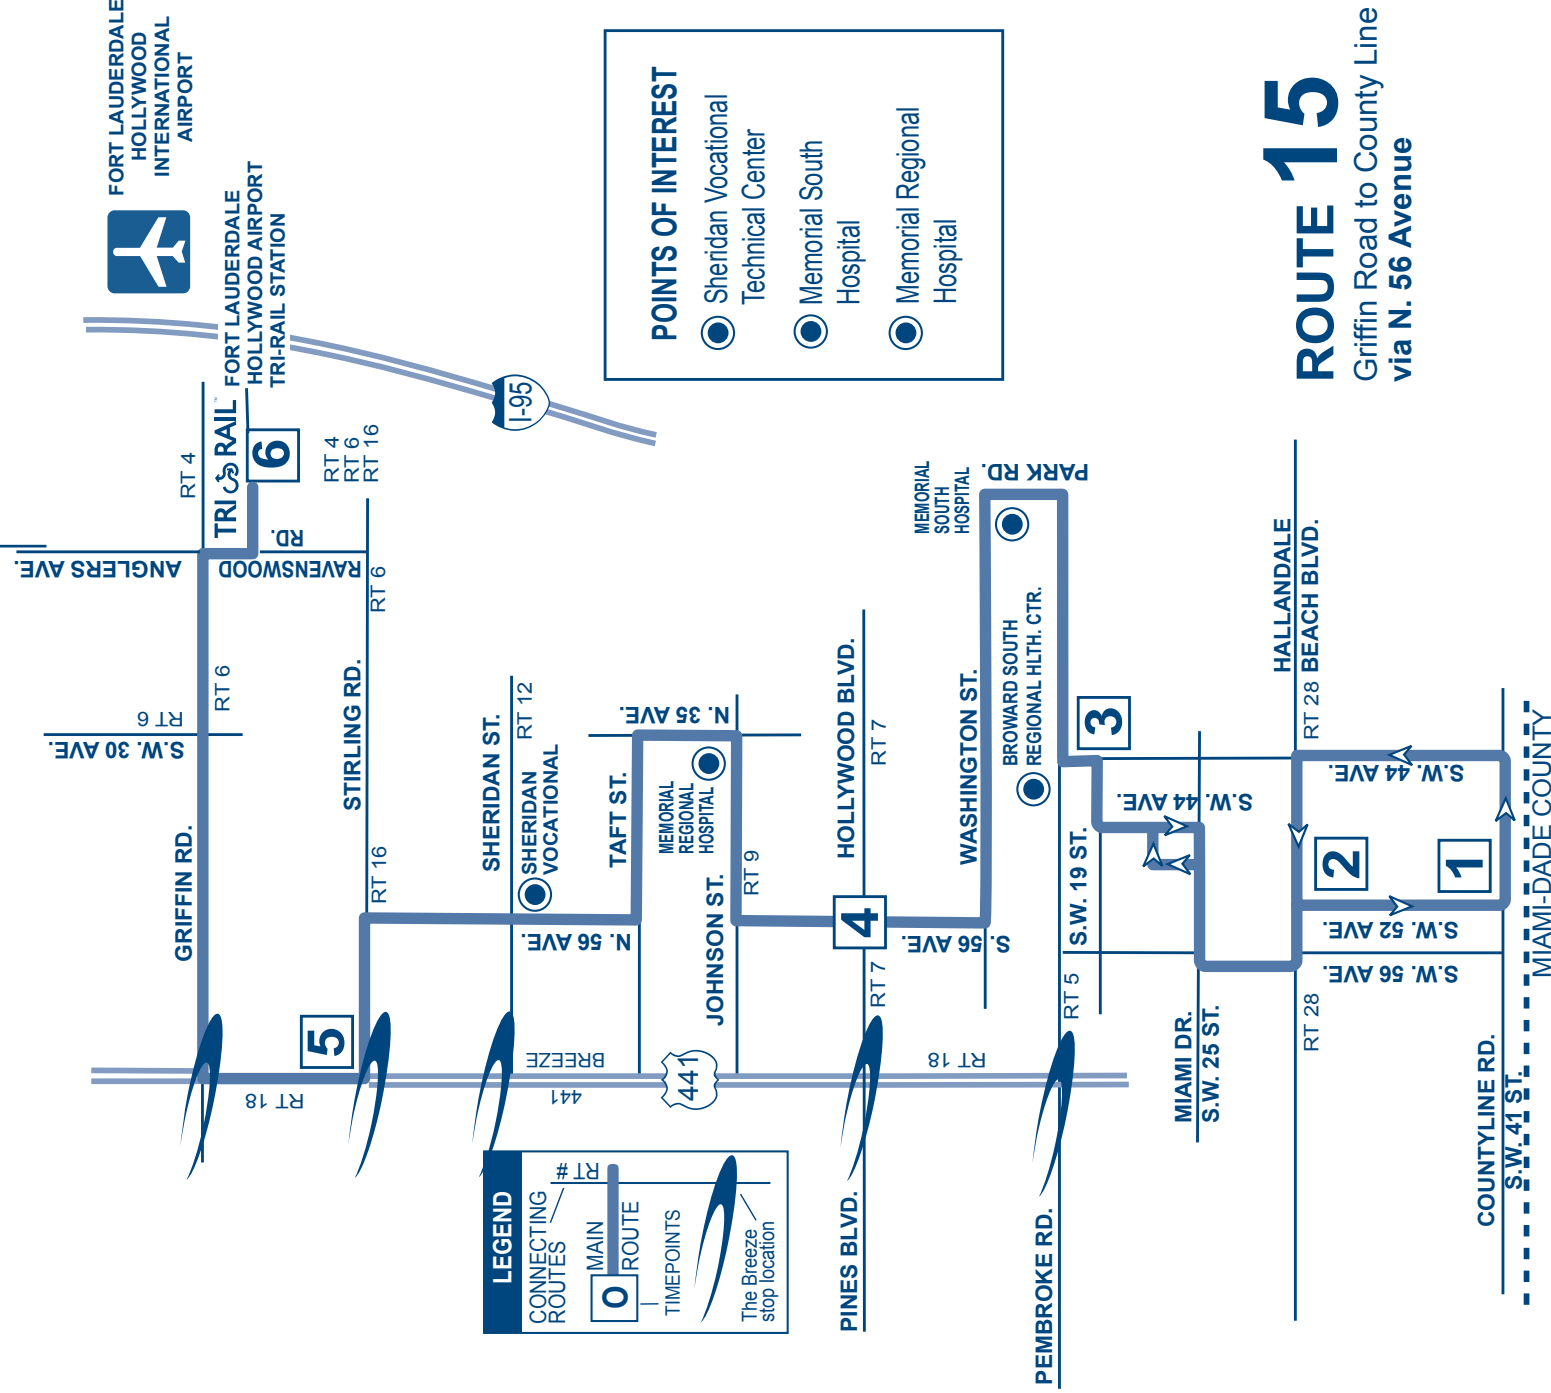 FORT LAUDERDALE
HOLLYWOOD
INTERNATIONAL
AIRPORT
FORT LAUDERDALE
HOLLYWOOD AIRPORT
TRI-RAIL STATION
TRI RAIL™
6
RT 4
RT 4
RT 6
RT 16
I-95
ANGLERS AVE.
RAVENSWOOD
RD.
RT 6
RT 6
RT 6
S.W. 30 AVE.
GRIFFIN RD.
STIRLING RD.
RT 16
5
RT 18
SHERIDAN ST.
RT 12
SHERIDAN
VOCATIONAL
N. 56 AVE.
BREEZE
441
441
TAFT ST.
N. 35 AVE.
MEMORIAL
REGIONAL
HOSPITAL
JOHNSON ST.
RT 9
HOLLYWOOD BLVD.
RT 7
4
RT 7
PINES BLVD.
S. 56 AVE.
WASHINGTON ST.
MEMORIAL
SOUTH
HOSPITAL
PARK RD.
BROWARD SOUTH
REGIONAL HLTH. CTR.
RT 18
RT 5
PEMBROKE RD.
3
S.W. 19 ST.
S.W. 44 AVE.
MIAMI DR.
S.W. 25 ST.
HALLANDALE
BEACH BLVD.
RT 28
RT 28
2
S.W. 44 AVE.
S.W. 52 AVE.
S.W. 56 AVE.
1
COUNTYLINE RD.
S.W. 41 ST.
MIAMI-DADE COUNTY
LEGEND
CONNECTING
ROUTES
RT #
0
MAIN
ROUTE
TIMEPOINTS
The Breeze
stop location
POINTS OF INTEREST
Sheridan Vocational
Technical Center
Memorial South
Hospital
Memorial Regional
Hospital
ROUTE 15
Griffin Road to County Line
via N. 56 Avenue